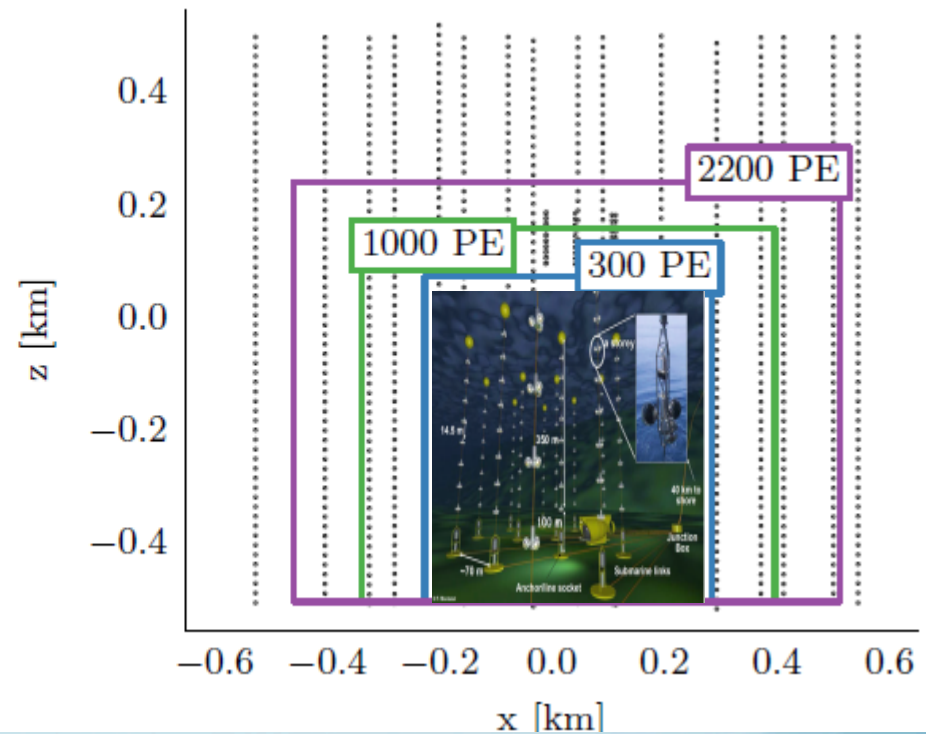 0.4
0.2
0.0
−0.2
−0.4
z [km]
2200 PE
1000 PE
300 PE
a storey
14.5 m
350 m
40 km to
shore
100 m
Junction
Box
~70 m
Submarine links
Anchorline socket
−0.6 −0.4 −0.2 0.0 0.2 0.4 0.6
x [km]